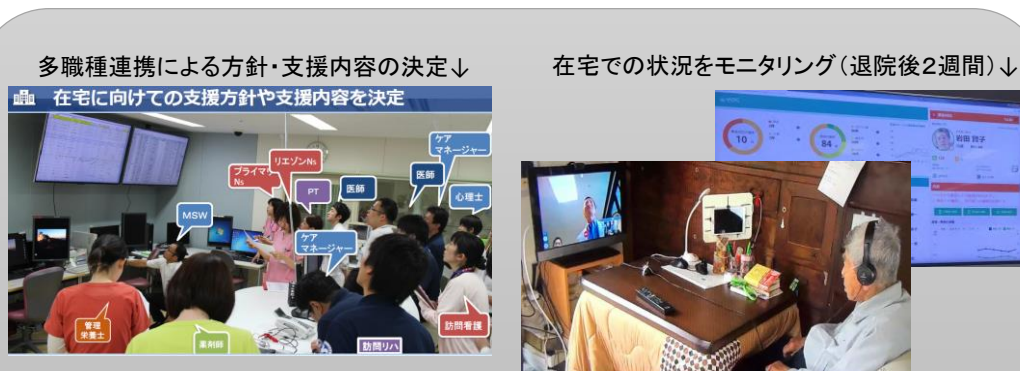 多職種連携による方針・支援内容の決定↓
在宅に向けての支援方針や支援内容を決定
ケア
マネージャー
リエゾンNs
プライマリ
Ns
PT
医師
医師
心理士
MSW
ケア
マネージャー
管理
栄養士
薬剤師
訪問リハ
訪問看護
在宅での状況をモニタリング(退院後2週間)↓
10
84